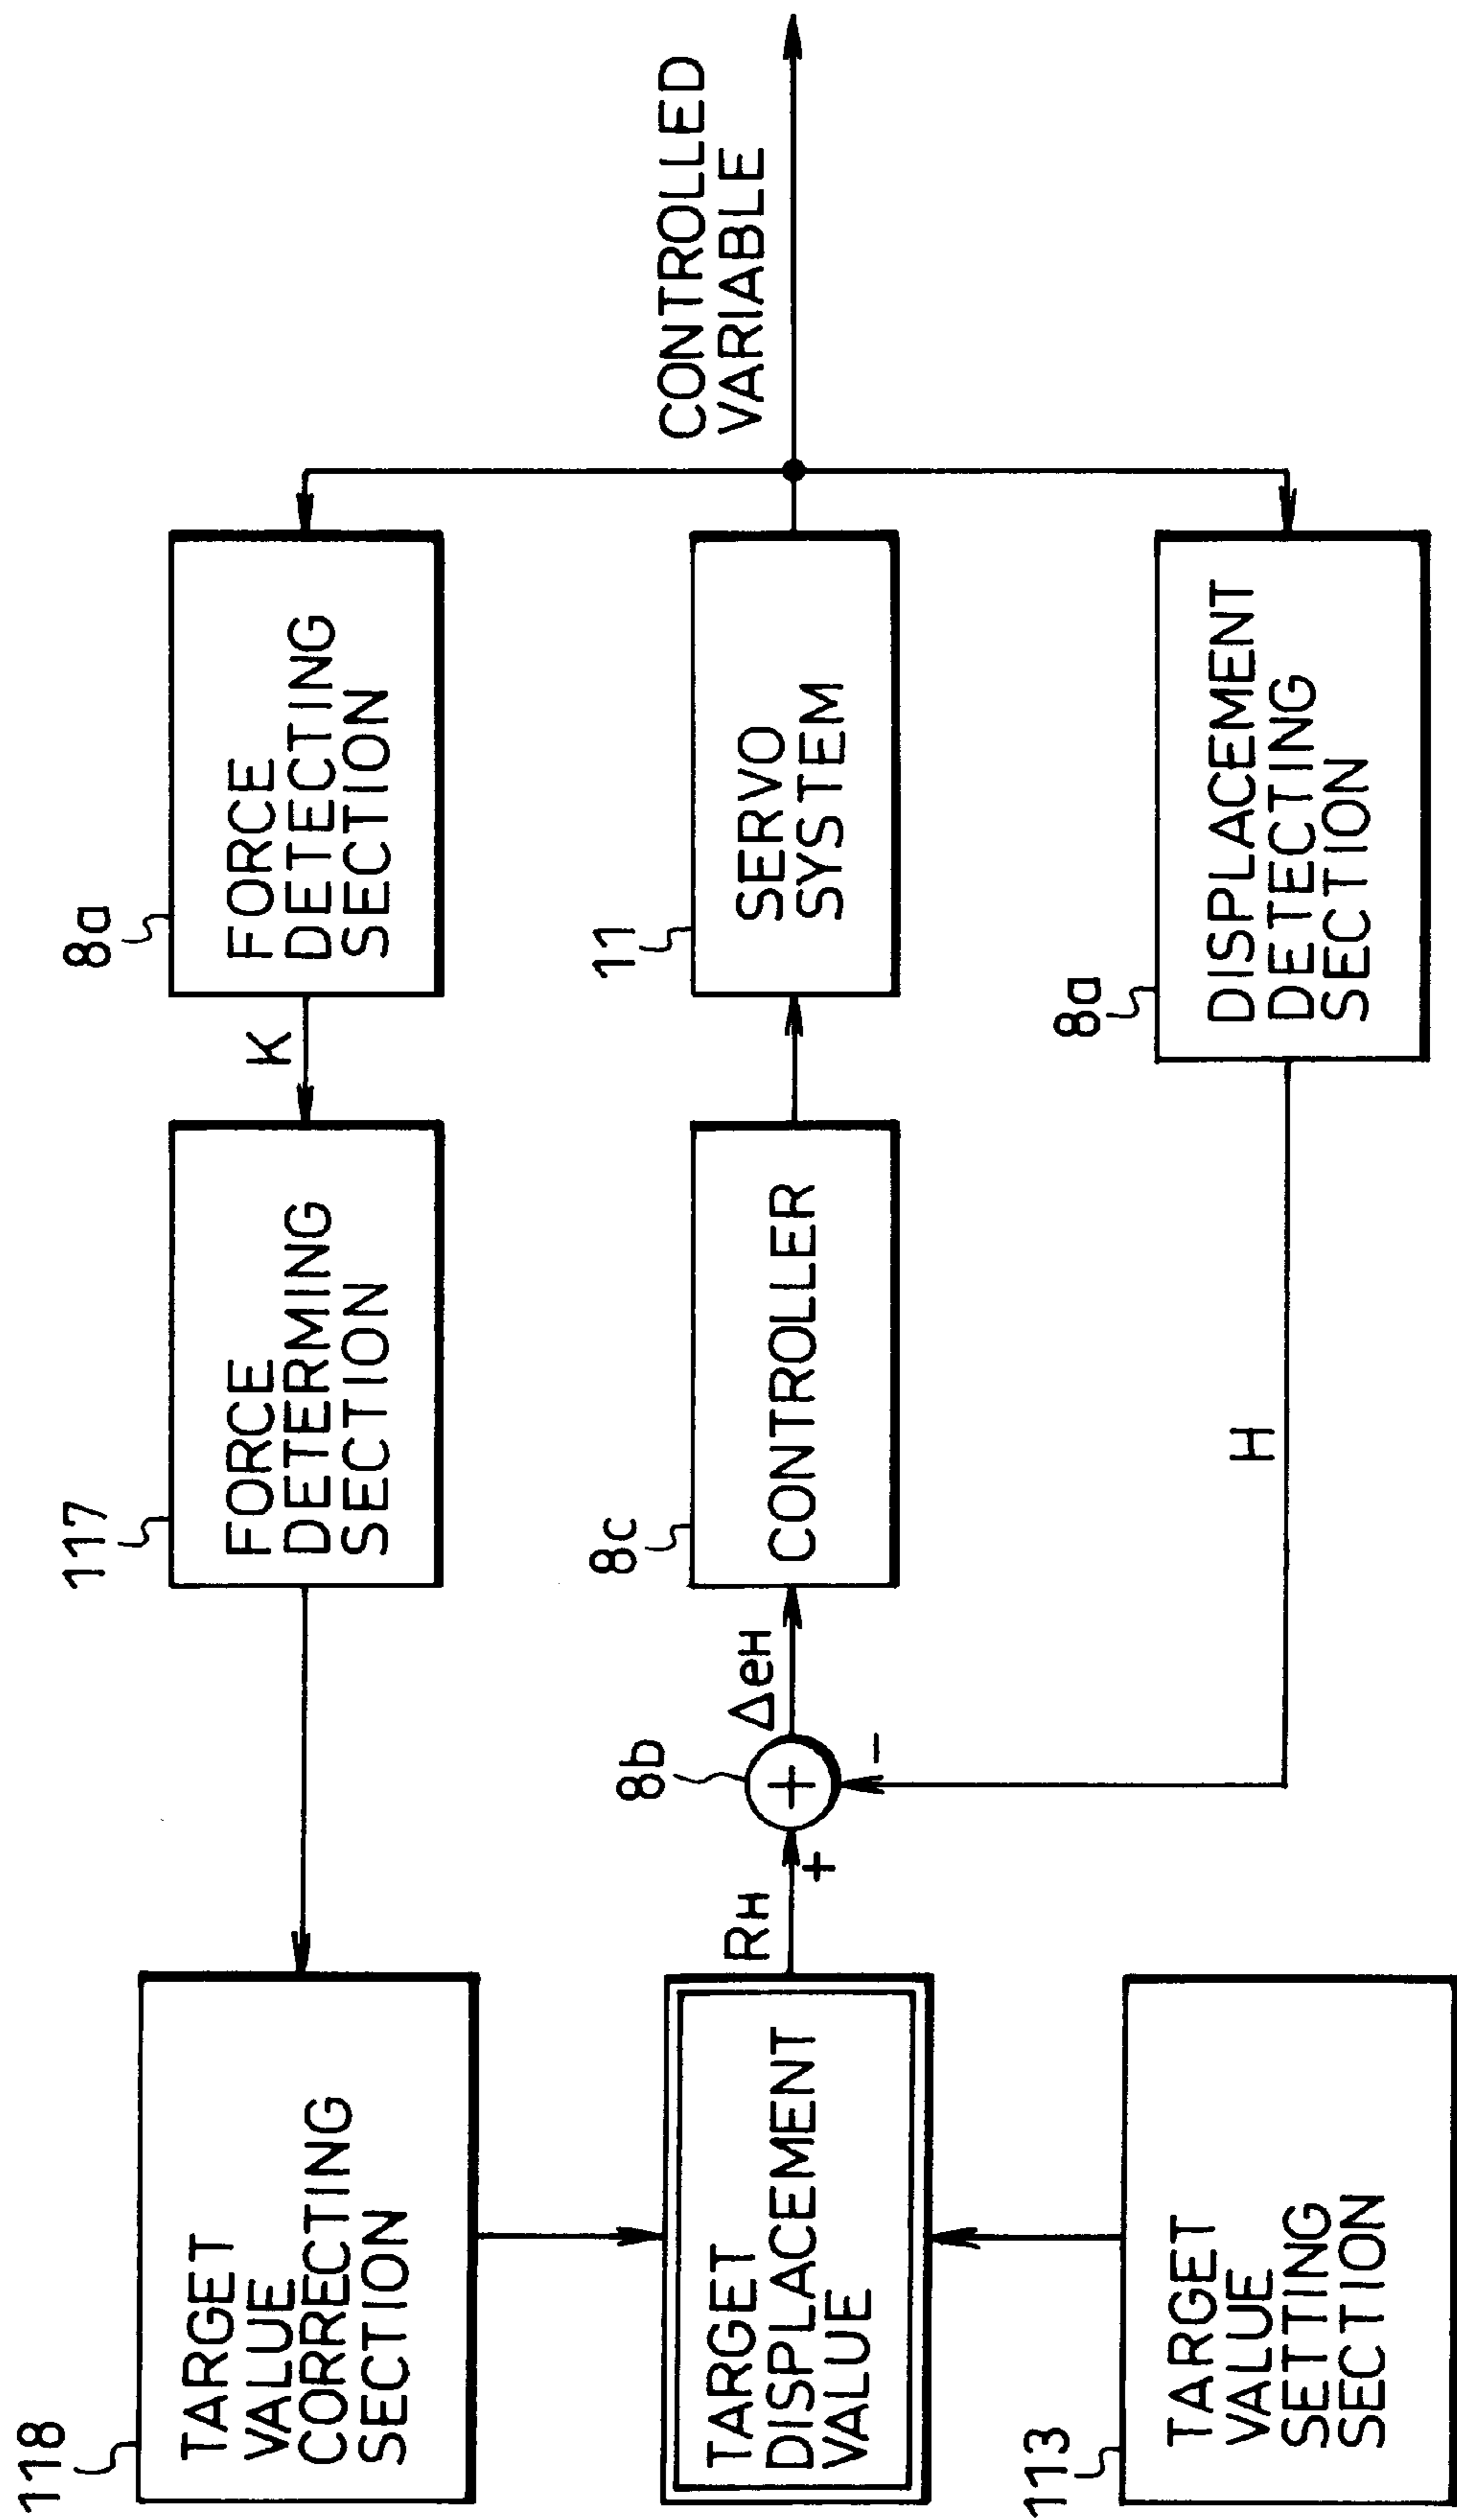 118
TARGET
VALUE
CORRECTING
SECTION
117
FORCE
DETERMING
SECTION
K
8a
FORCE
DETECTING
SECTION
TARGET
DISPLACEMENT
VALUE
RH
+
8b
+
−
ΔeH
8c
CONTROLLER
11
SERVO
SYSTEM
CONTROLLED
VARIABLE
113
TARGET
VALUE
SETTING
SECTION
H
8a
DISPLACEMENT
DETECTING
SECTION